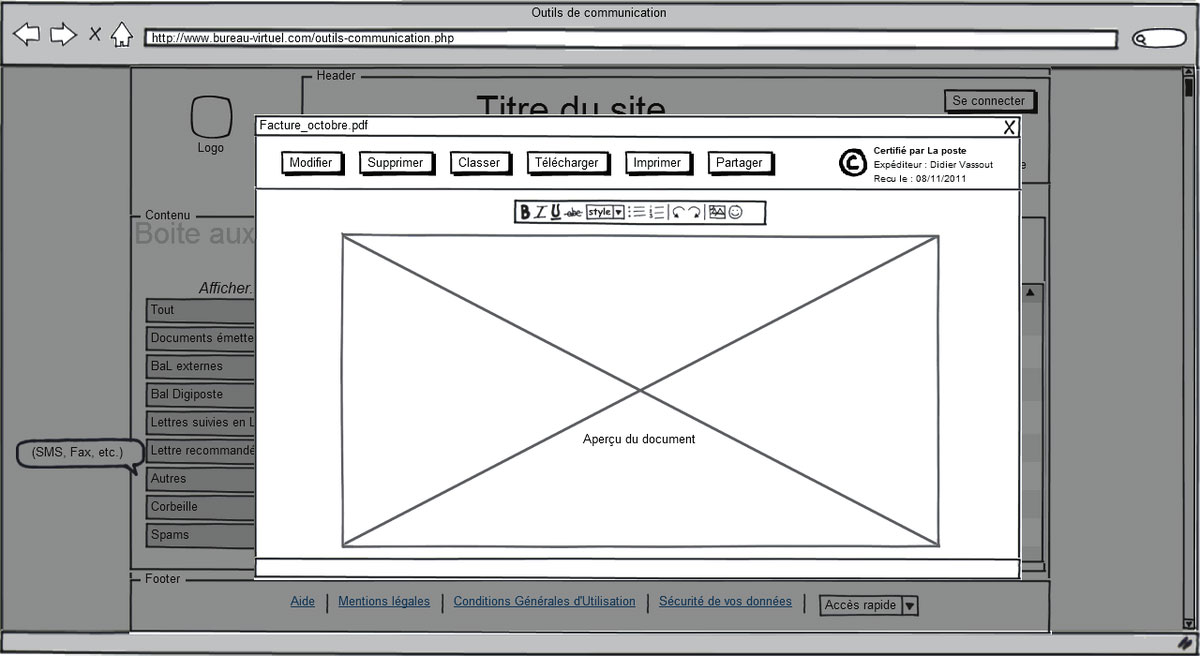 Outils de communication
http://www.bureau-virtuel.com/outils-communication.php
Header
Titre du site
Se connecter
Logo
Facture_octobre.pdf
X
Modifier
Supprimer
Classer
Télécharger
Imprimer
Partager
C
Certifié par La poste
Expéditeur : Didier Vassout
Recu le : 08/11/2011
B I U abc style
Contenu
Boite aux
Afficher.
Tout
Documents émette
BaL externes
Bal Digiposte
Lettres suivies en L
Lettre recommandé
(SMS, Fax, etc.)
Autres
Corbeille
Spams
Aperçu du document
Footer
Aide
Mentions légales
Conditions Générales d'Utilisation
Sécurité de vos données
Accès rapide